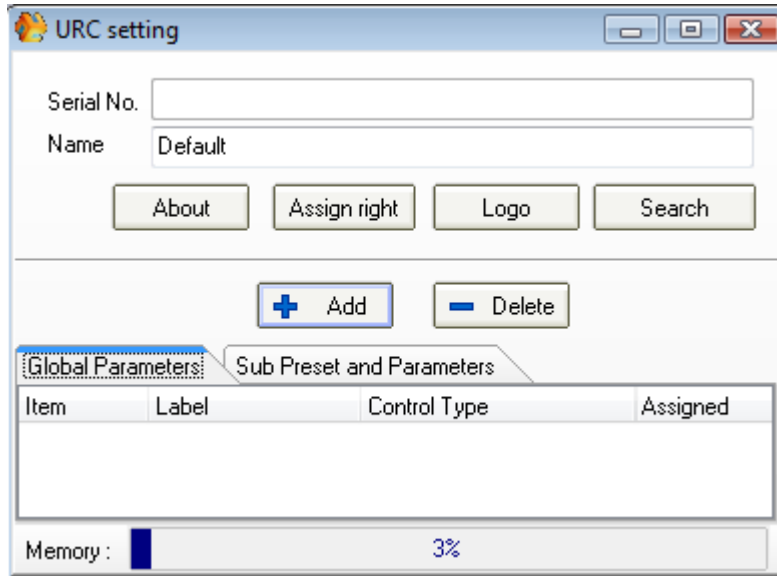 URC setting
Serial No.
Name Default
About Assign right Logo Search
Add Delete
Global Parameters Sub Preset and Parameters
Item Label Control Type Assigned
Memory : 3%